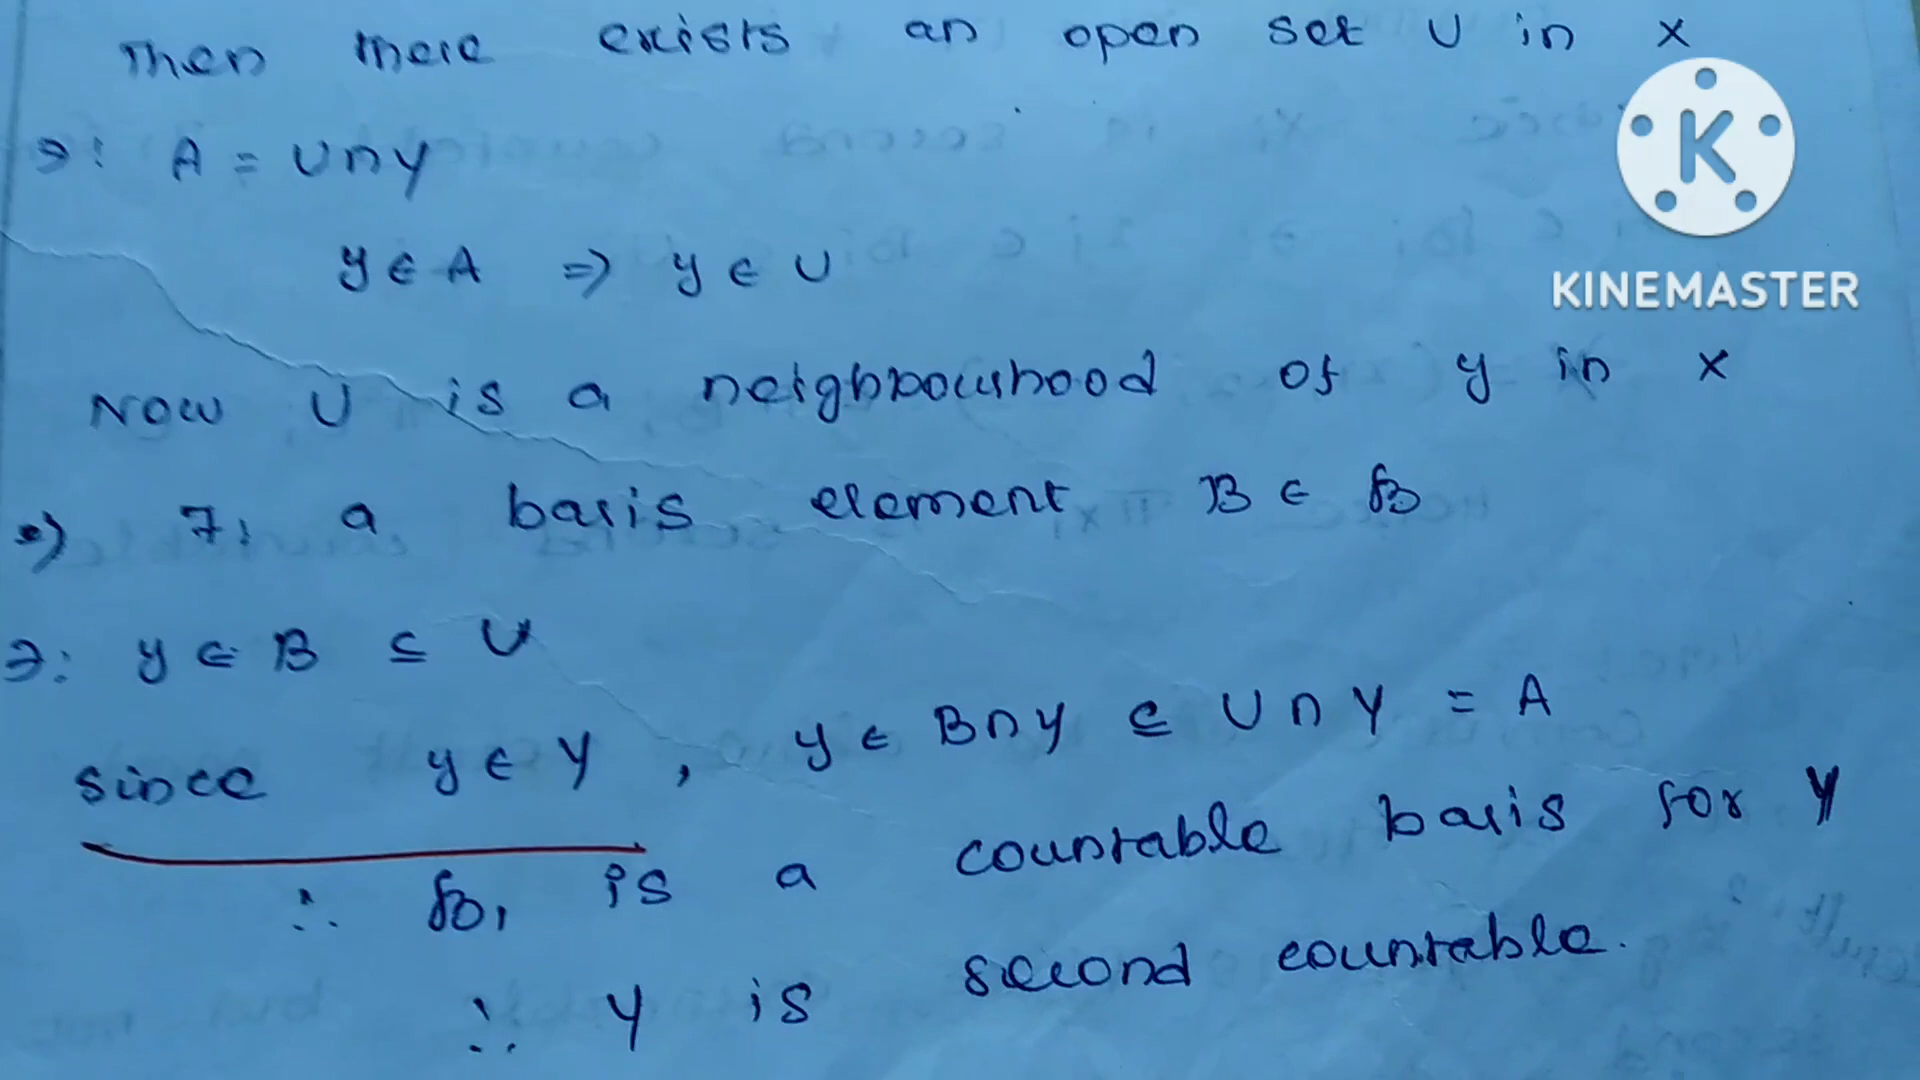 Then there exists an open set U in X
∋: A = U∩Y
y ∈ A ⇒ y ∈ U
Now U is a neighbourhood of y in X
⇒ ∃, a basis element B ∈ ℬ
∋: y ∈ B ⊆ U
since y ∈ Y, y ∈ B∩Y ⊆ U∩Y = A
∴ ℬ₁ is a countable basis for Y
∴ Y is second countable.
KINEMASTER